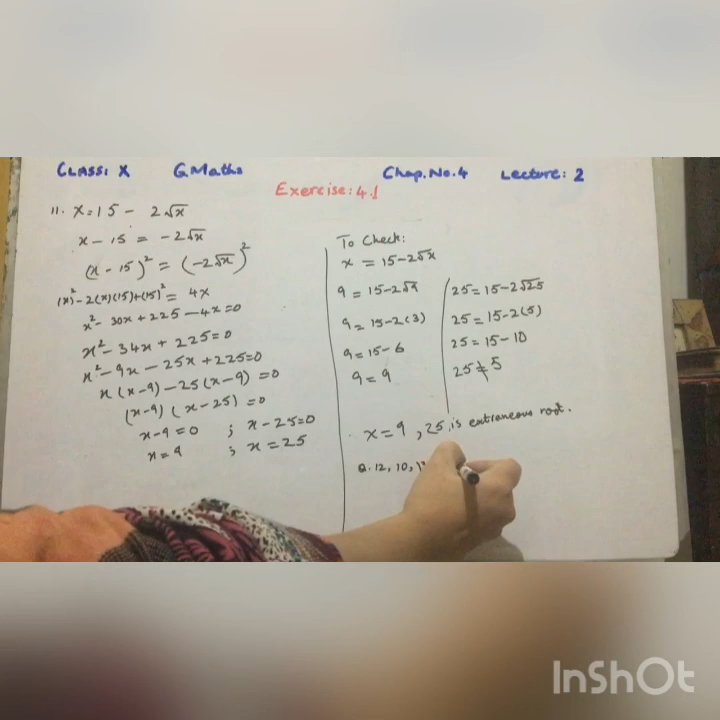 CLASS: X G.Maths Chap.No.4 Lecture: 2
Exercise: 4.1
11. x = 15 - 2√x
x - 15 = -2√x
(x - 15)² = (-2√x)²
(x)² - 2(x)(15) + (15)² = 4x
x² - 30x + 225 - 4x = 0
x² - 34x + 225 = 0
x² - 9x - 25x + 225 = 0
x(x-9) - 25(x-9) = 0
(x-9)(x-25) = 0
x-9 = 0 ; x-25 = 0
x = 9 ; x = 25
To Check:
x = 15 - 2√x
9 = 15 - 2√9
9 = 15 - 2(3)
9 = 15 - 6
9 = 9
25 = 15 - 2√25
25 = 15 - 2(5)
25 = 15 - 10
25 ≠ 5
x = 9 , 25 is extraneous root.
Q. 12, 10,
InShOt